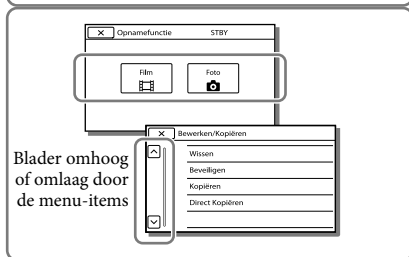 Opnamefunctie STBY
Film Foto
Bewerken/Kopiëren
Wissen
Beveiligen
Kopiëren
Direct Kopiëren
Blader omhoog
of omlaag door
de menu-items